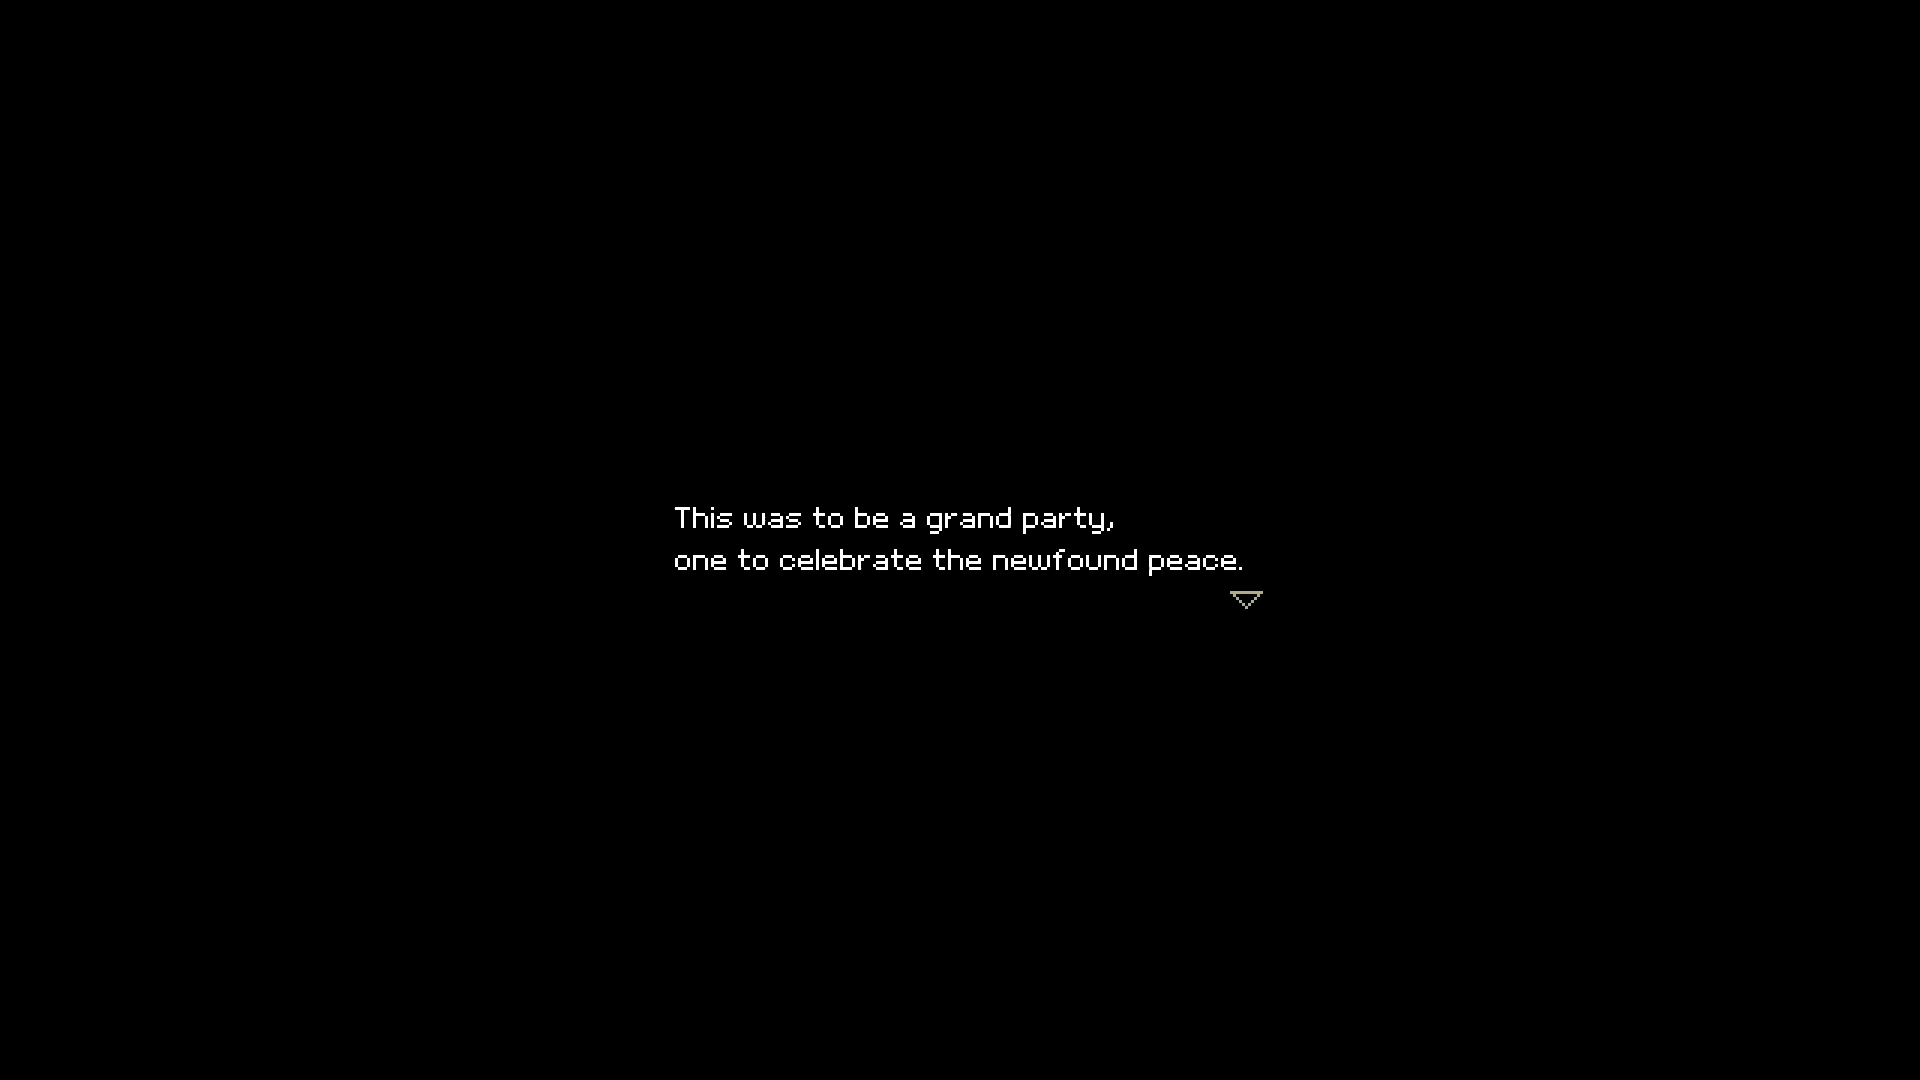 This was to be a grand party,
one to celebrate the newfound peace.